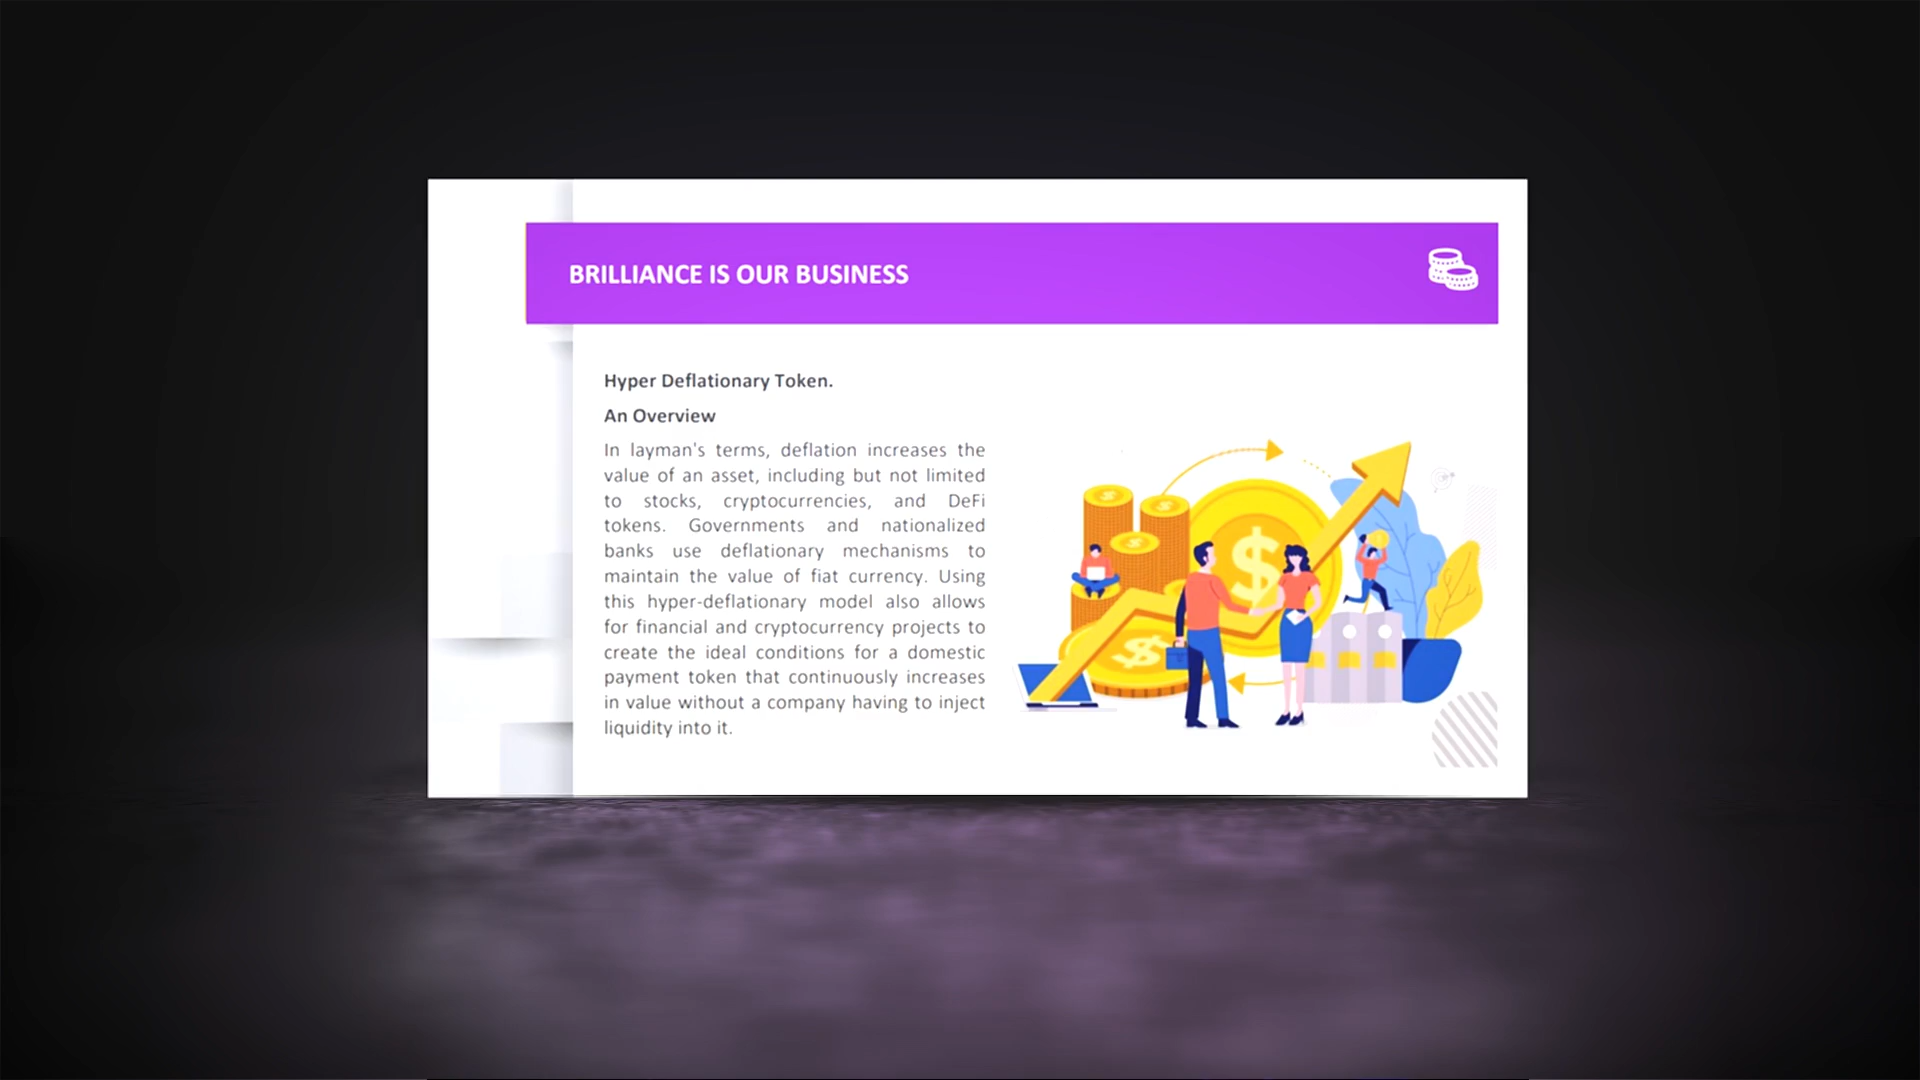 BRILLIANCE IS OUR BUSINESS
Hyper Deflationary Token.
An Overview
In layman's terms, deflation increases the
value of an asset, including but not limited
to stocks, cryptocurrencies, and DeFi
tokens. Governments and nationalized
banks use deflationary mechanisms to
maintain the value of fiat currency. Using
this hyper-deflationary model also allows
for financial and cryptocurrency projects to
create the ideal conditions for a domestic
payment token that continuously increases
in value without a company having to inject
liquidity into it.